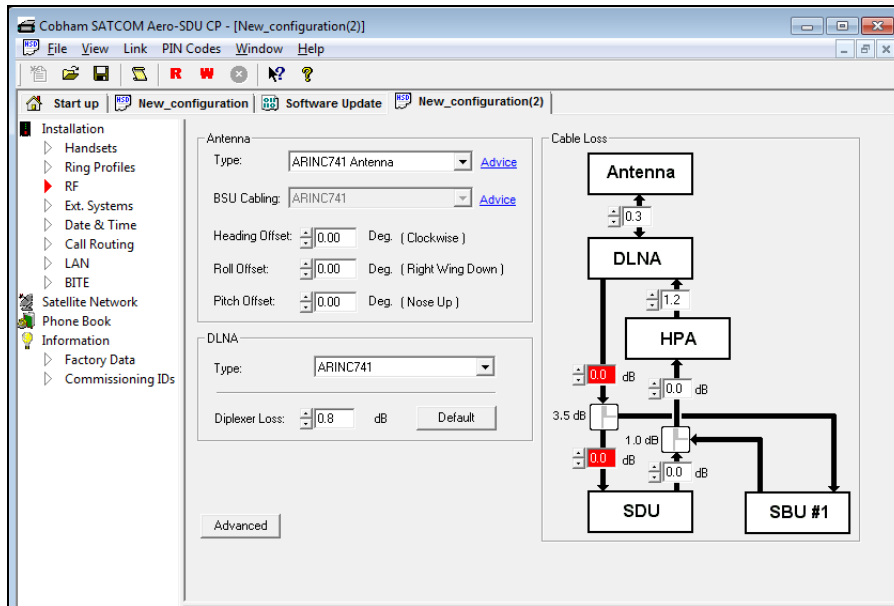 Cobham SATCOM Aero-SDU CP - [New_configuration(2)]
File View Link PIN Codes Window Help
R W
Start up New_configuration Software Update New_configuration(2)
Installation
Handsets
Ring Profiles
RF
Ext. Systems
Date & Time
Call Routing
LAN
BITE
Satellite Network
Phone Book
Information
Factory Data
Commissioning IDs
Antenna
Type: ARINC741 Antenna Advice
BSU Cabling: ARINC741 Advice
Heading Offset: 0.00 Deg. ( Clockwise )
Roll Offset: 0.00 Deg. ( Right Wing Down )
Pitch Offset: 0.00 Deg. ( Nose Up )
DLNA
Type: ARINC741
Diplexer Loss: 0.8 dB Default
Advanced
Cable Loss
Antenna
0.3
DLNA
1.2
HPA
0.0 dB 0.0 dB
3.5 dB
1.0 dB
0.0 dB 0.0 dB
SDU SBU #1